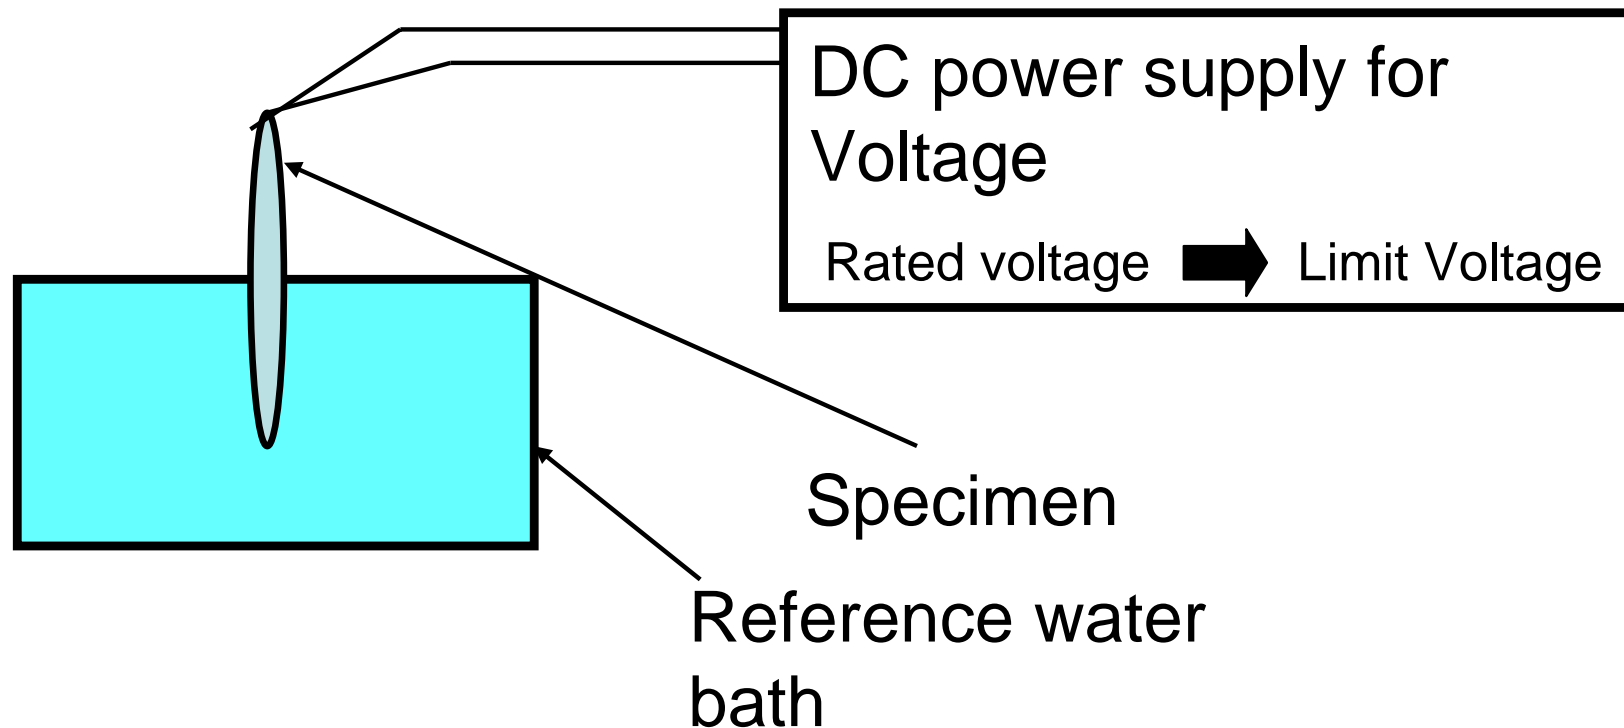 DC power supply for
Voltage
Rated voltage Limit Voltage
Specimen
Reference water
bath